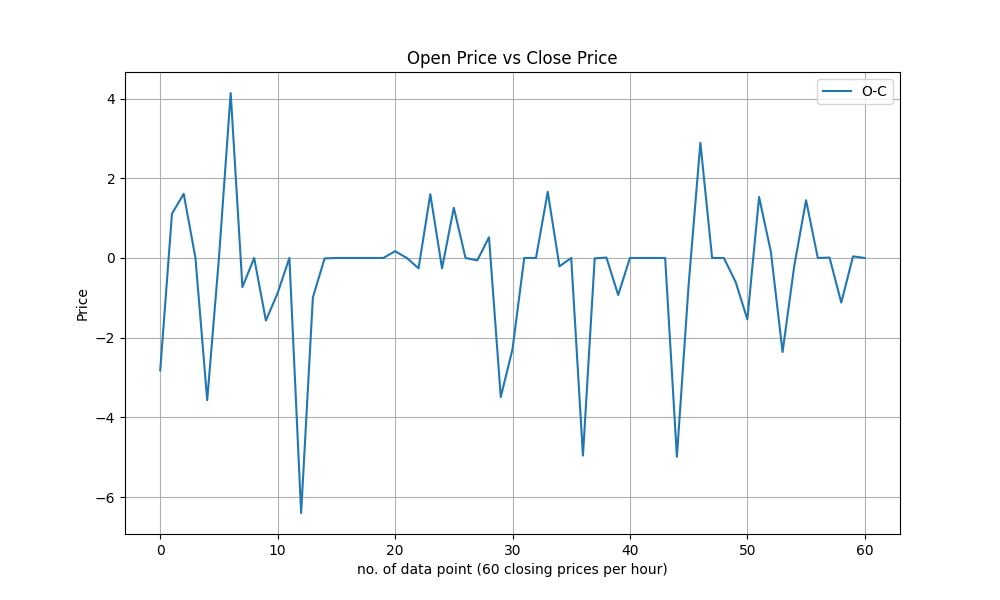 Open Price vs Close Price
O-C
Price
4
2
0
−2
−4
−6
0 10 20 30 40 50 60
no. of data point (60 closing prices per hour)